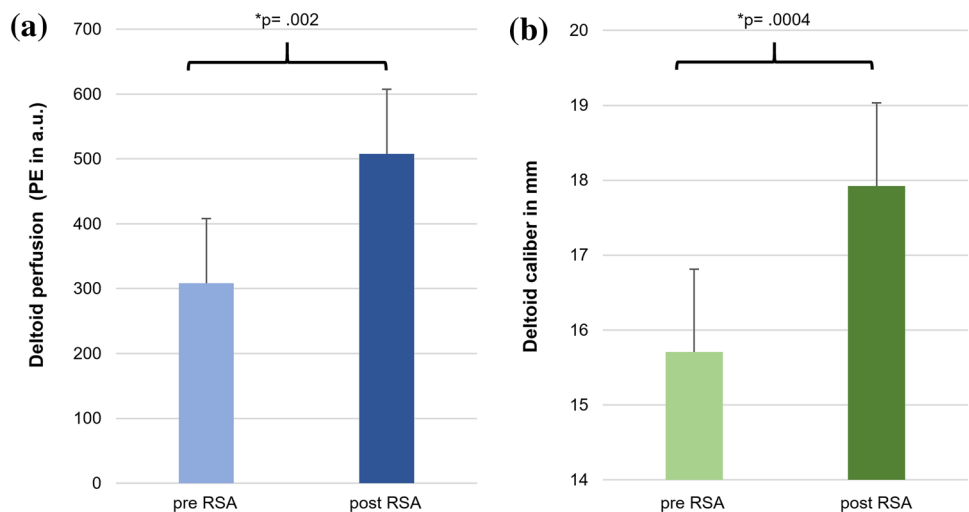 (a)
*p= .002
Deltoid perfusion (PE in a.u.)
700
600
500
400
300
200
100
0
pre RSA
post RSA
(b)
*p= .0004
Deltoid caliber in mm
20
19
18
17
16
15
14
pre RSA
post RSA